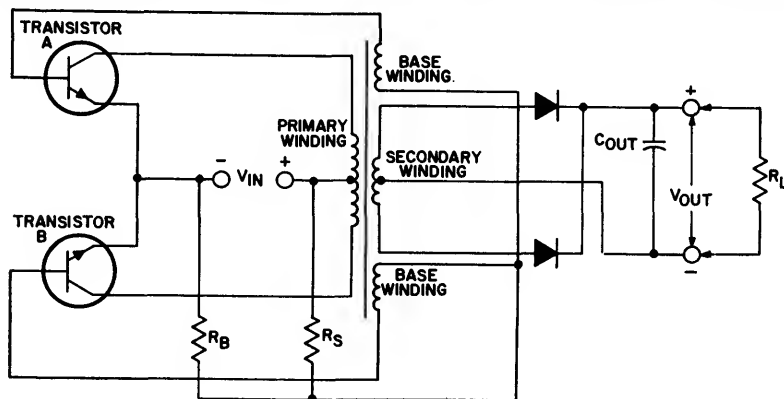 TRANSISTOR
A
BASE
WINDING.
PRIMARY
WINDING
+
COUT
RL
- VIN +
SECONDARY
WINDING
VOUT
TRANSISTOR
B
BASE
WINDING
-
RB
RS